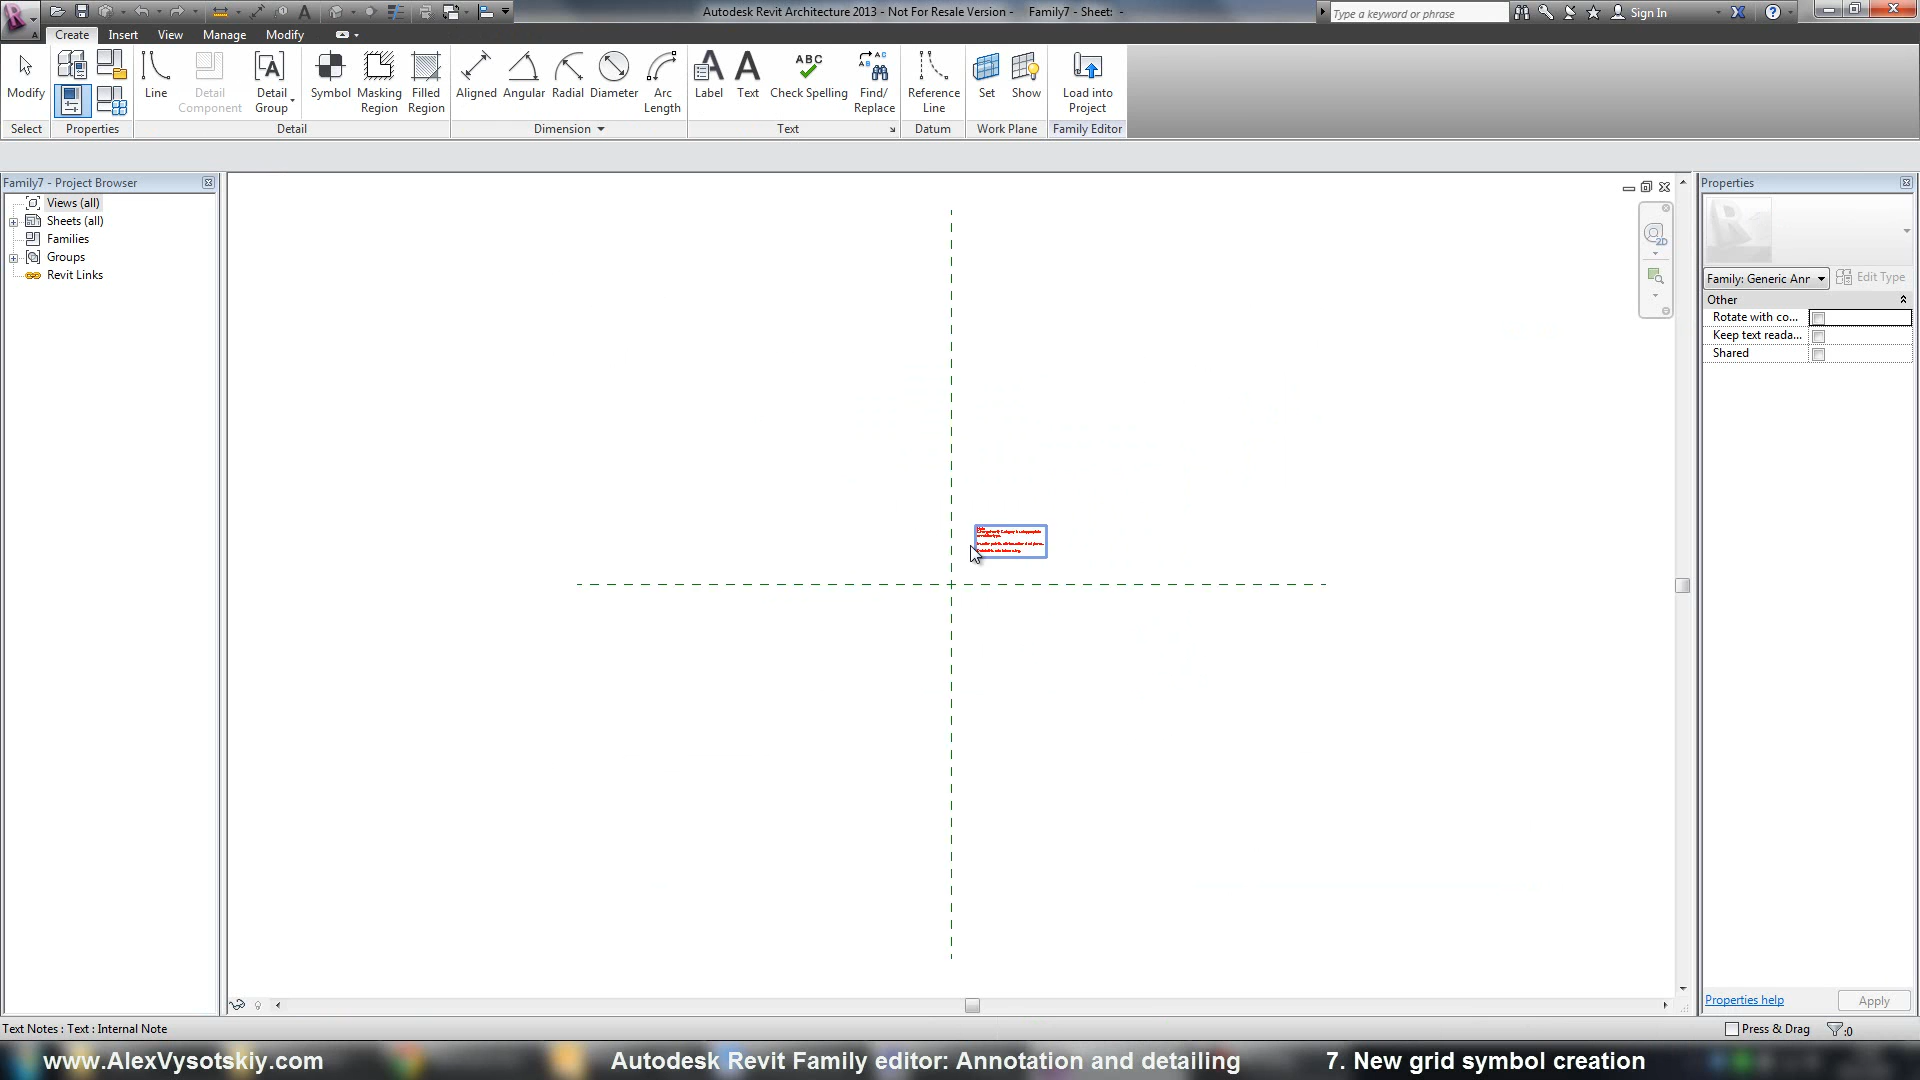 Autodesk Revit Architecture 2013 - Not For Resale Version -    Family7 - Sheet:  -
Type a keyword or phrase
Sign In
Create
Insert
View
Manage
Modify
Modify
Line
Detail Component
Detail Group
Symbol
Masking Region
Filled Region
Aligned
Angular
Radial
Diameter
Arc Length
Label
Text
Check Spelling
Find/ Replace
Reference Line
Set
Show
Load into Project
Select
Properties
Detail
Dimension
Text
Datum
Work Plane
Family Editor
Family7 - Project Browser
Views (all)
Sheets (all)
Families
Groups
Revit Links
2D
Properties
Family: Generic Anr
Edit Type
Other
Rotate with co...
Keep text reada...
Shared
Properties help
Apply
Text Notes : Text : Internal Note
Press & Drag
:0
www.AlexVysotskiy.com
Autodesk Revit Family editor: Annotation and detailing
7. New grid symbol creation